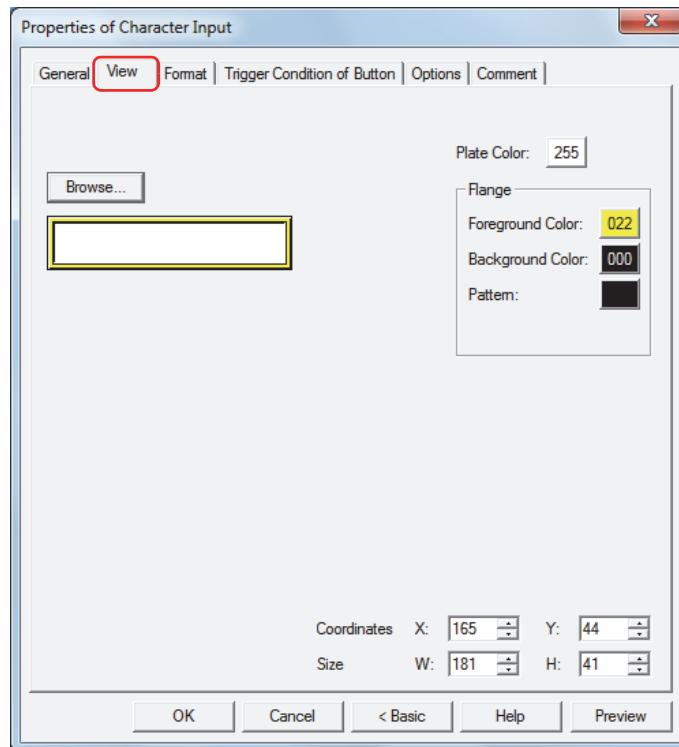 Properties of Character Input
General View Format Trigger Condition of Button Options Comment
Plate Color: 255
Browse...
Flange
Foreground Color: 022
Background Color: 000
Pattern:
Coordinates X: 165 Y: 44
Size W: 181 H: 41
OK Cancel < Basic Help Preview